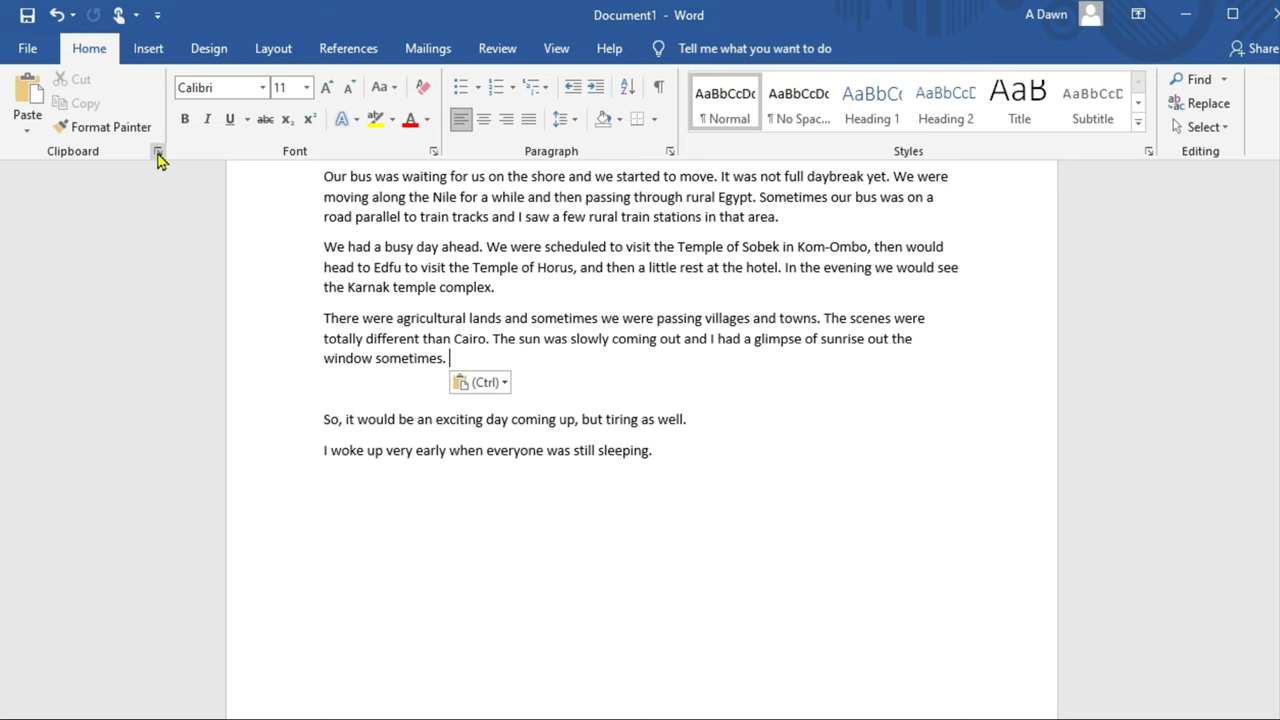 Document1 - Word
A Dawn
File Home Insert Design Layout References Mailings Review View Help Tell me what you want to do Share
Cut
Calibri 11 Aa
AaBbCcDc AaBbCcDc AaBbC( AaBbCcE AaB AaBbCcC
Find
Copy
Replace
Paste
Format Painter
B I U abc x₂ x² A A
¶ Normal ¶ No Spac... Heading 1 Heading 2 Title Subtitle
Select
Clipboard Font Paragraph Styles Editing
Our bus was waiting for us on the shore and we started to move. It was not full daybreak yet. We were
moving along the Nile for a while and then passing through rural Egypt. Sometimes our bus was on a
road parallel to train tracks and I saw a few rural train stations in that area.
We had a busy day ahead. We were scheduled to visit the Temple of Sobek in Kom-Ombo, then would
head to Edfu to visit the Temple of Horus, and then a little rest at the hotel. In the evening we would see
the Karnak temple complex.
There were agricultural lands and sometimes we were passing villages and towns. The scenes were
totally different than Cairo. The sun was slowly coming out and I had a glimpse of sunrise out the
window sometimes.
(Ctrl)
So, it would be an exciting day coming up, but tiring as well.
I woke up very early when everyone was still sleeping.